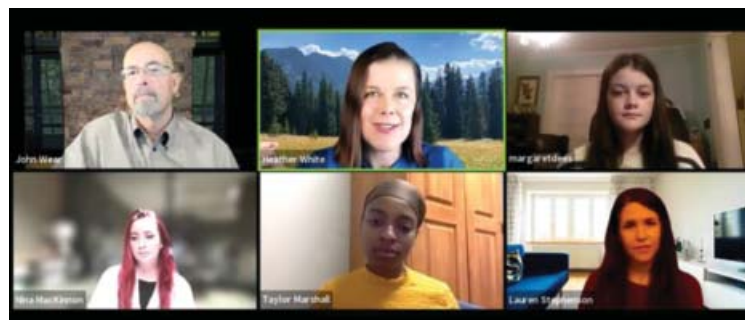 John Wear
Heather White
margaretdees
Nina MacKinnon
Taylor Marshall
Lauren Stephenson